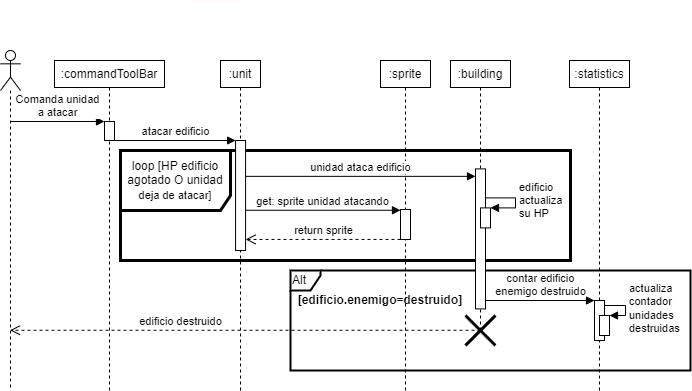 :commandToolBar
:unit
:sprite
:building
:statistics
Comanda unidad
a atacar
atacar edificio
loop [HP edificio
agotado O unidad
deja de atacar]
unidad ataca edificio
edificio
actualiza
su HP
get: sprite unidad atacando
return sprite
Alt
[edificio.enemigo=destruido]
contar edificio
enemigo destruido
actualiza
contador
unidades
destruidas
edificio destruido